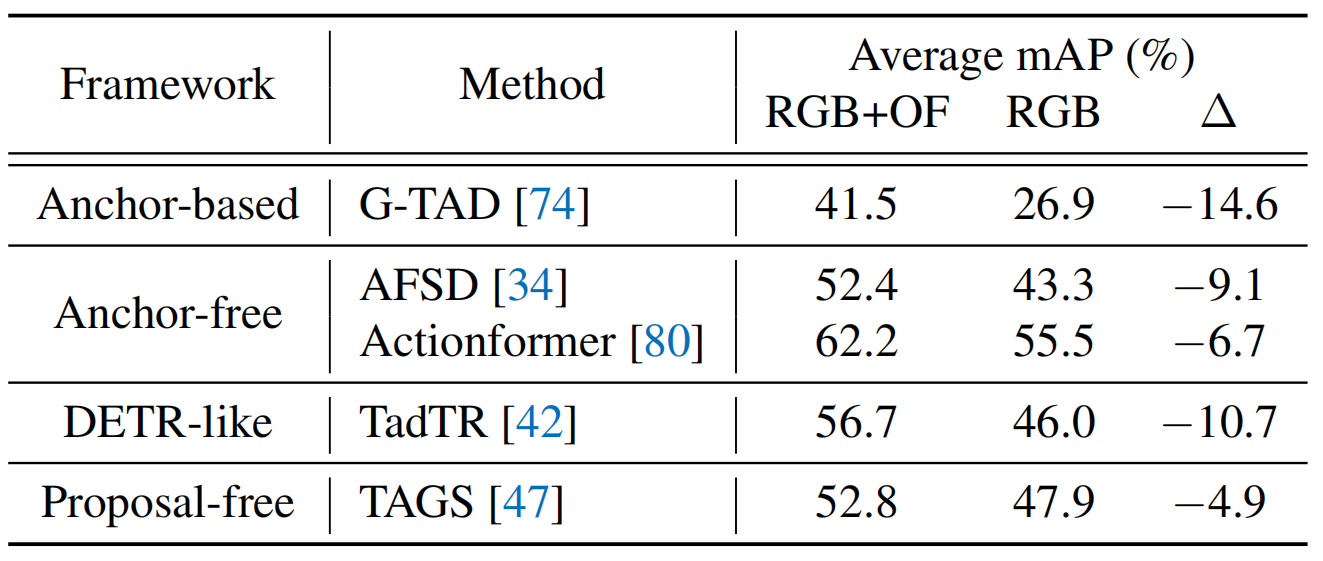 Framework Method Average mAP (%)
RGB+OF RGB Δ
Anchor-based G-TAD [74] 41.5 26.9 −14.6
Anchor-free AFSD [34] 52.4 43.3 −9.1
Actionformer [80] 62.2 55.5 −6.7
DETR-like TadTR [42] 56.7 46.0 −10.7
Proposal-free TAGS [47] 52.8 47.9 −4.9